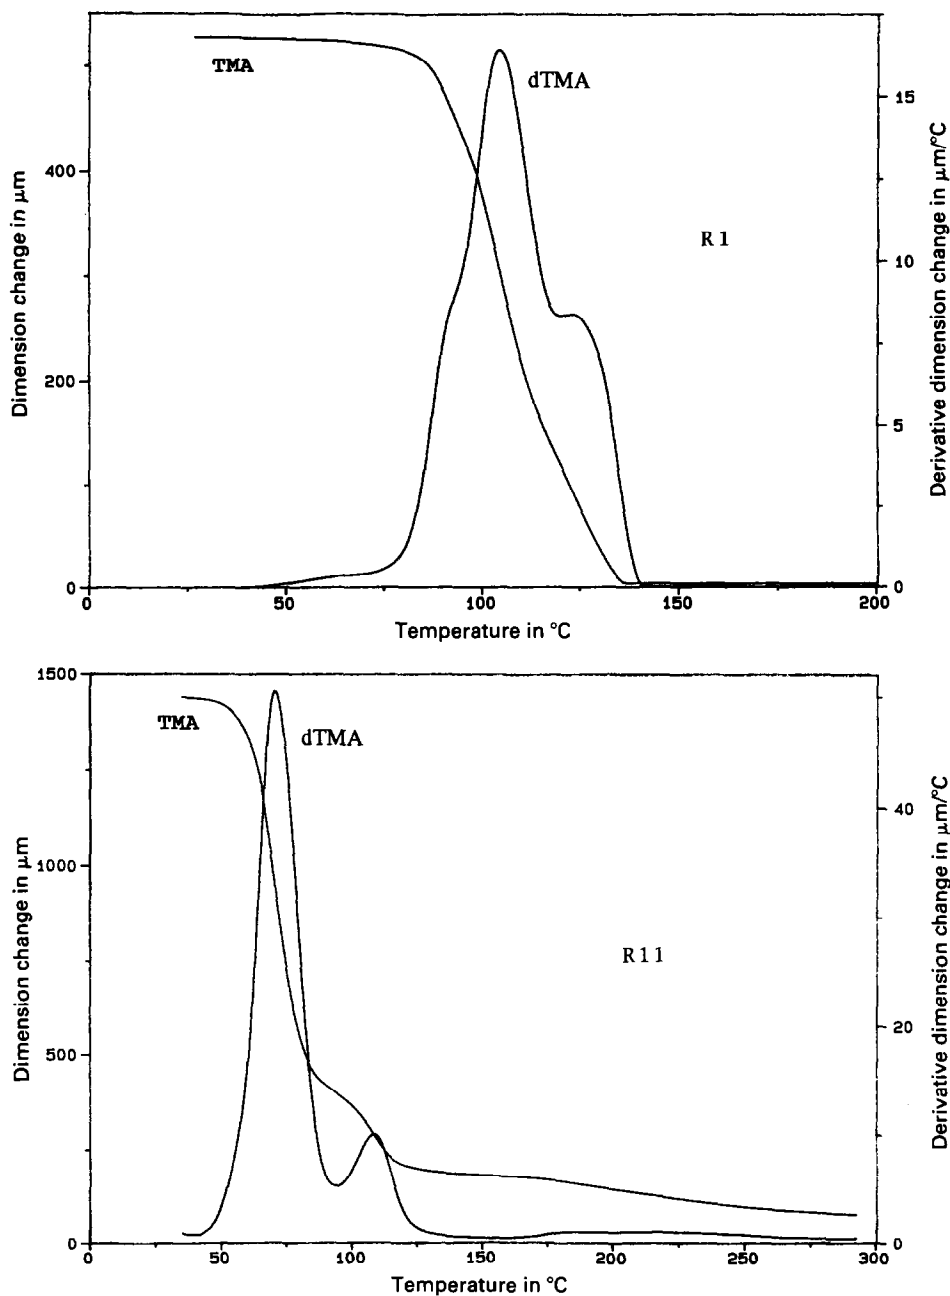 TMA
dTMA
15
400
R 1
10
200
5
0
0
0
50
100
150
200
Dimension change in µm
Derivative dimension change in µm/°C
Temperature in °C
1500
TMA
dTMA
40
1000
R 1 1
20
500
0
0
0
50
100
150
200
250
300
Dimension change in µm
Derivative dimension change in µm/°C
Temperature in °C